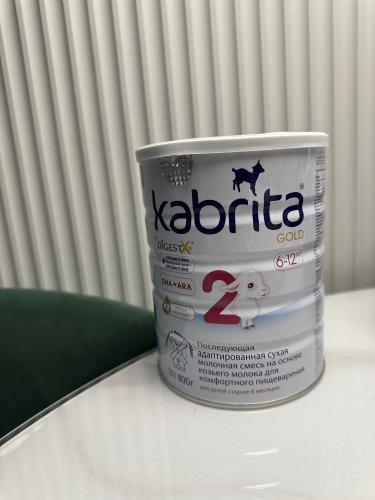 kabrita
GOLD
DIGESTX
6-12
DHA+ARA
2
Последующая
адаптированная сухая
молочная смесь на основе
козьего молока для
комфортного пищеварения
для детей старше 6 месяцев
800г